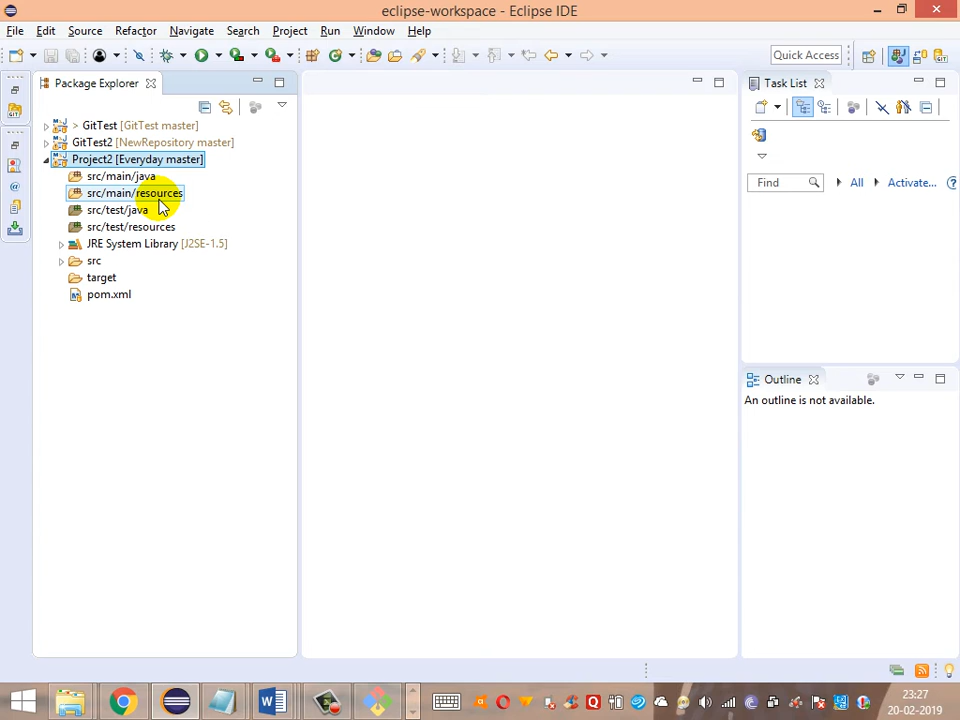 eclipse-workspace - Eclipse IDE
File Edit Source Refactor Navigate Search Project Run Window Help
Quick Access
Package Explorer
Task List
> GitTest [GitTest master]
GitTest2 [NewRepository master]
Project2 [Everyday master]
src/main/java
src/main/resources
src/test/java
src/test/resources
JRE System Library [J2SE-1.5]
src
target
pom.xml
Find All Activate...
Outline
An outline is not available.
23:27
20-02-2019